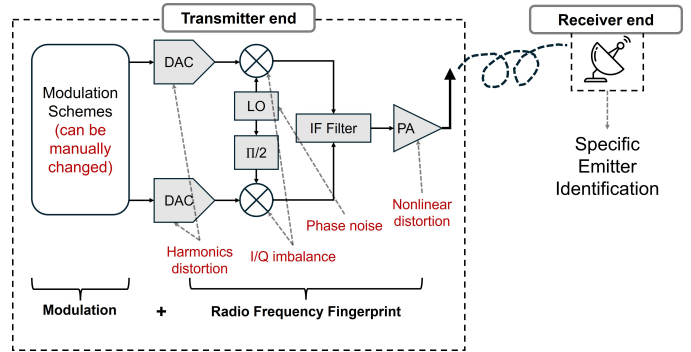 Transmitter end
Receiver end
DAC
Modulation
Schemes
(can be
manually
changed)
LO
IF Filter
PA
Π/2
DAC
Specific
Emitter
Identification
Nonlinear
distortion
Phase noise
Harmonics
distortion
I/Q imbalance
Modulation + Radio Frequency Fingerprint